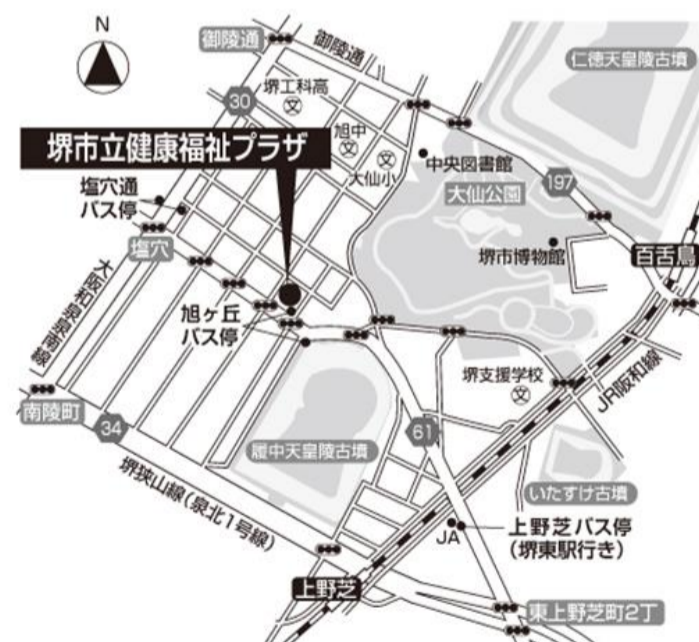 N
御陵通
御陵通
仁徳天皇陵古墳
堺工科高
文
30
旭中
文
文
大仙小
堺市立健康福祉プラザ
中央図書館
大仙公園
197
塩穴通
バス停
塩穴
堺市博物館
百舌鳥
大阪和泉泉南線
旭ヶ丘
バス停
堺支援学校
文
JR阪和線
南陵町
34
61
履中天皇陵古墳
いたすけ古墳
堺狭山線(泉北1号線)
JA
上野芝バス停
(堺東駅行き)
上野芝
東上野芝町2丁